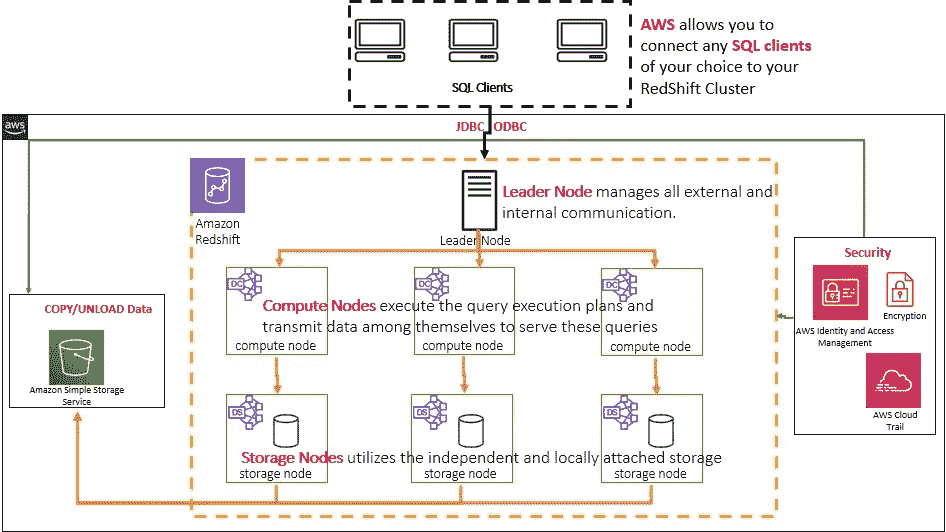 AWS allows you to
connect any SQL clients
of your choice to your
RedShift Cluster
SQL Clients
aws
JDBC ODBC
Amazon
Redshift
Leader Node manages all external and
internal communication.
Leader Node
DC
DC
DC
Compute Nodes execute the query execution plans and
transmit data among themselves to serve these queries
compute node
compute node
compute node
COPY/UNLOAD Data
Amazon Simple Storage
Service
Security
AWS Identity and Access
Management
Encryption
AWS Cloud
Trail
DS
DS
DS
Storage Nodes utilizes the independent and locally attached storage
storage node
storage node
storage node